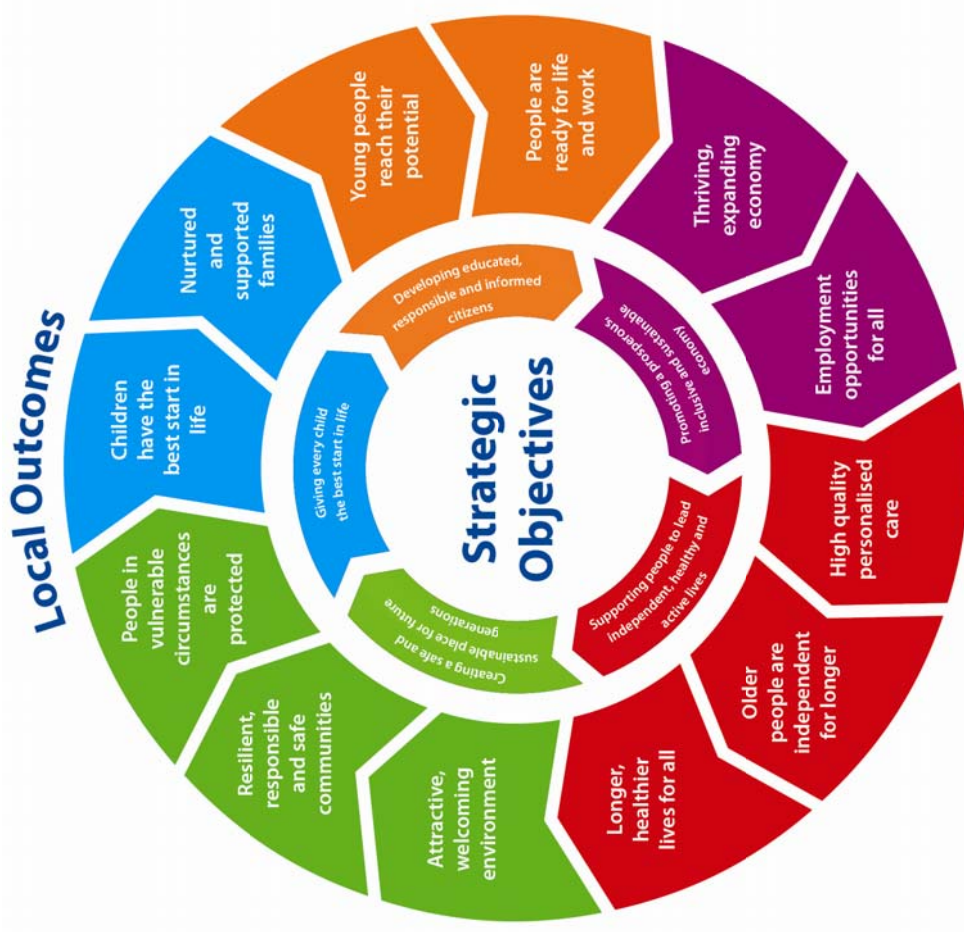 Local Outcomes
Children
have the
best start in
life
Nurtured
and
supported
families
Young people
reach their
potential
People are
ready for life
and work
Thriving,
expanding
economy
Employment
opportunities
for all
High quality
personalised
care
Older
people are
independent
for longer
Longer,
healthier
lives for all
Attractive,
welcoming
environment
Resilient,
responsible
and safe
communities
People in
vulnerable
circumstances
are
protected
Giving every child
the best start in life
Developing educated,
responsible and informed
citizens
Promoting a prosperous,
inclusive and sustainable
economy
Supporting people to lead
independent, healthy and
active lives
Creating a safe and
sustainable place for future
generations
Strategic
Objectives